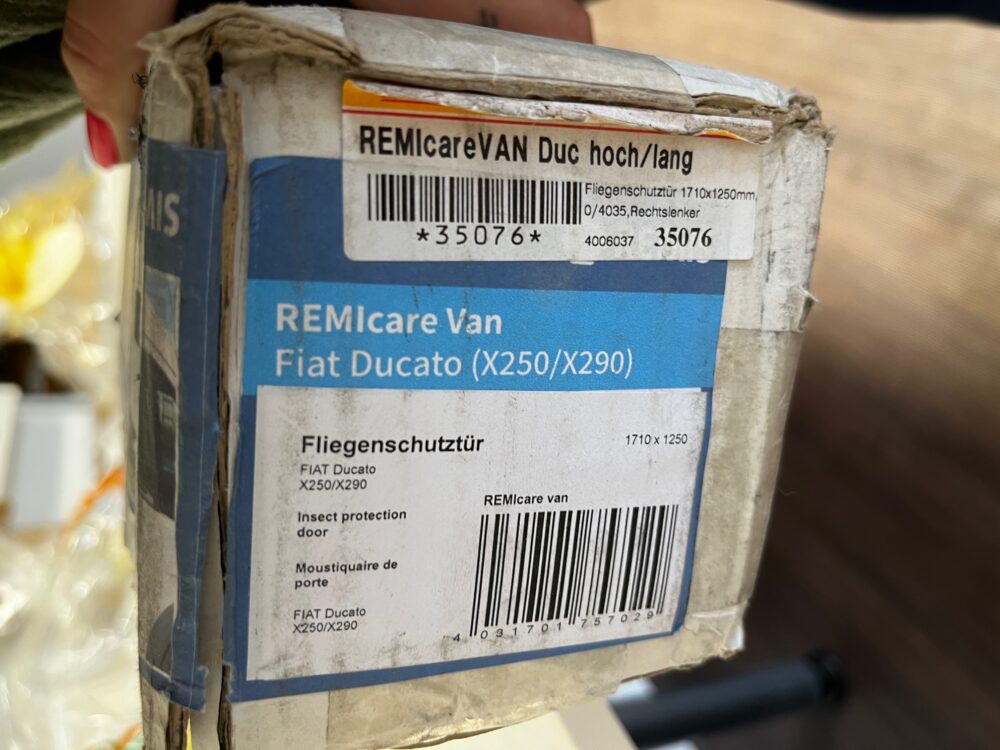 REMIcareVAN Duc hoch/lang
Fliegenschutztür 1710x1250mm,
*35076*
0/4035,Rechtslenker
4006037 35076
REMIcare Van
Fiat Ducato (X250/X290)
Fliegenschutztür
1710 x 1250
FIAT Ducato
X250/X290
REMIcare van
Insect protection
door
Moustiquaire de
porte
FIAT Ducato
X250/X290
4 031701 757029